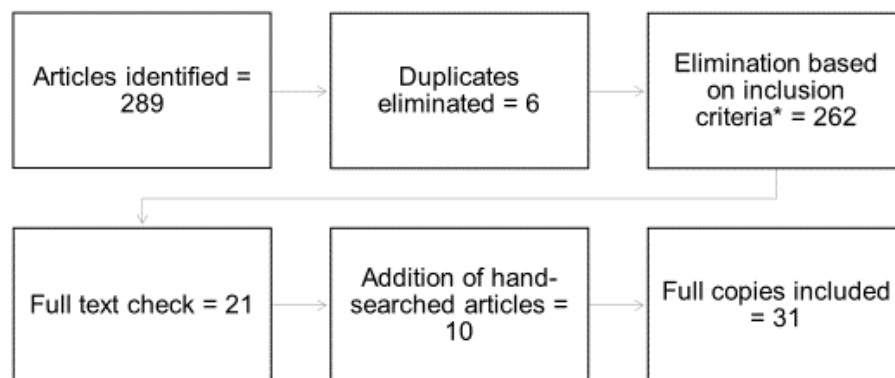 Articles identified =
289
Duplicates
eliminated = 6
Elimination based
on inclusion
criteria* = 262
Full text check = 21
Addition of hand-
searched articles =
10
Full copies included
= 31